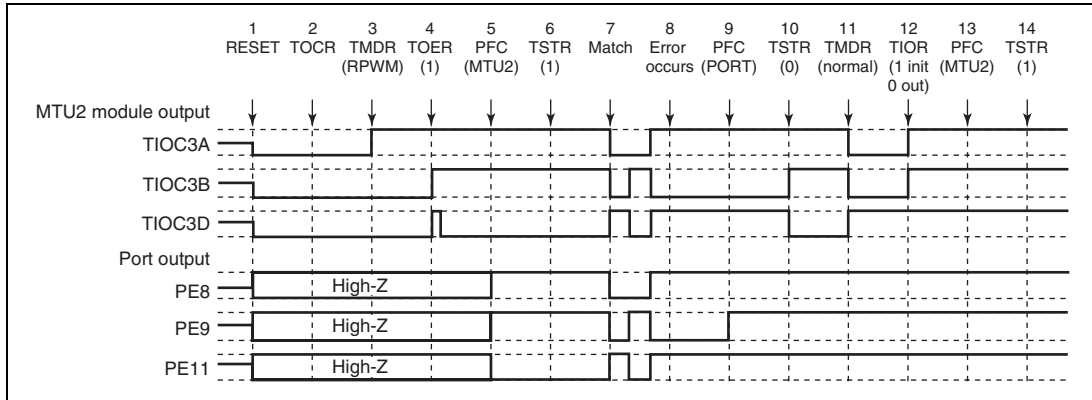 1 2 3 4 5 6 7 8 9 10 11 12 13 14
RESET TOCR TMDR TOER PFC TSTR Match Error PFC TSTR TMDR TIOR PFC TSTR
(RPWM) (1) (MTU2) (1) occurs (PORT) (0) (normal) (1 init (MTU2) (1)
0 out)
MTU2 module output
TIOC3A
TIOC3B
TIOC3D
Port output
PE8 High-Z
PE9 High-Z
PE11 High-Z